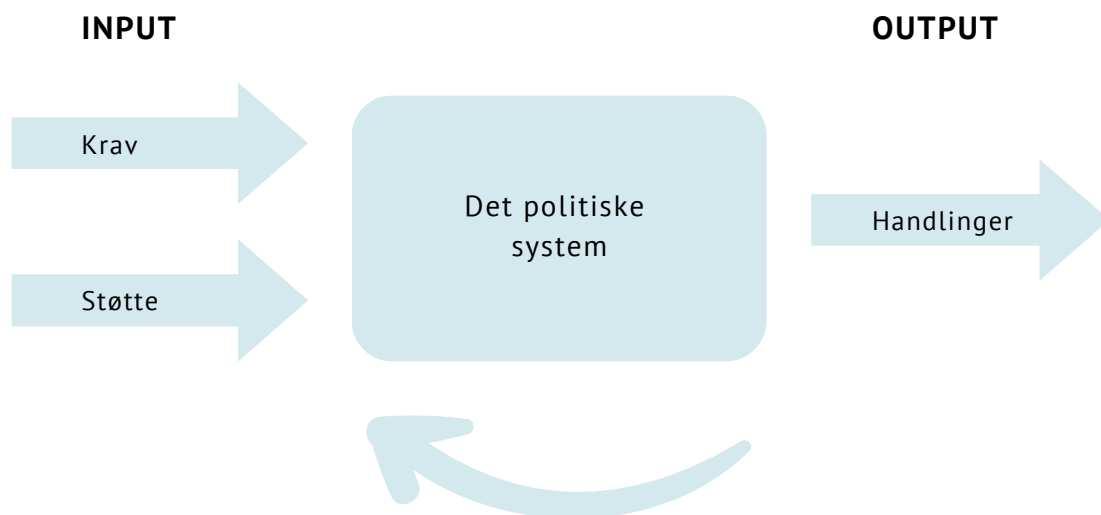 INPUT
OUTPUT
Krav
Det politiske
system
Handlinger
Støtte